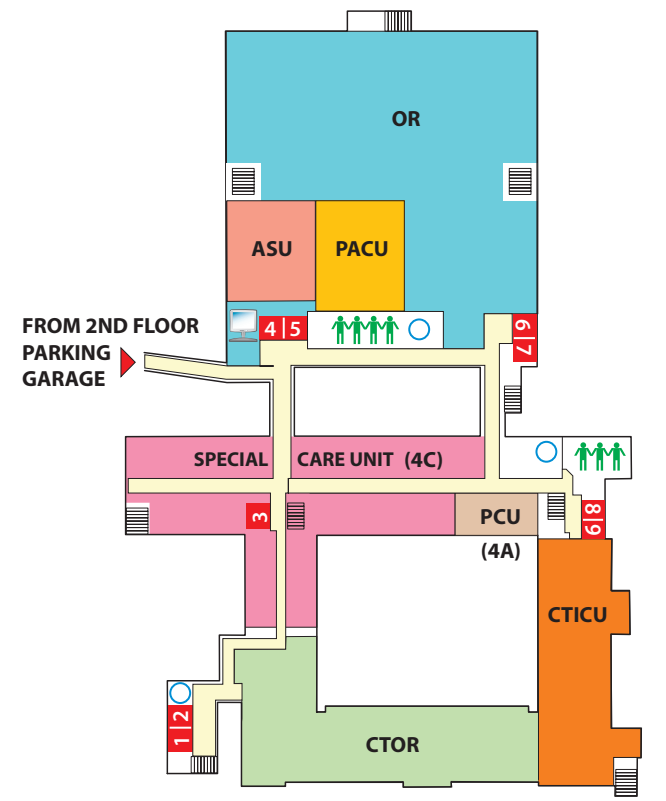 OR
ASU
PACU
4|5
6|7
FROM 2ND FLOOR
PARKING
GARAGE
SPECIAL CARE UNIT (4C)
3
PCU
(4A)
8|9
CTICU
1|2
CTOR